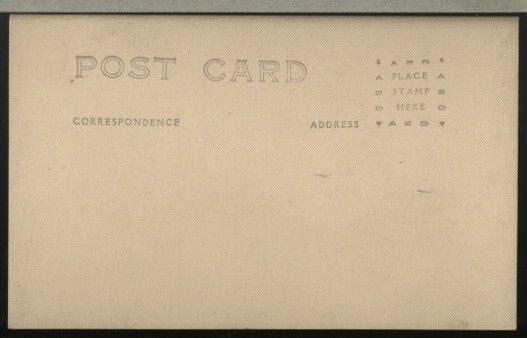 POST CARD
AZO
PLACE
STAMP
HERE
AZO
CORRESPONDENCE
ADDRESS